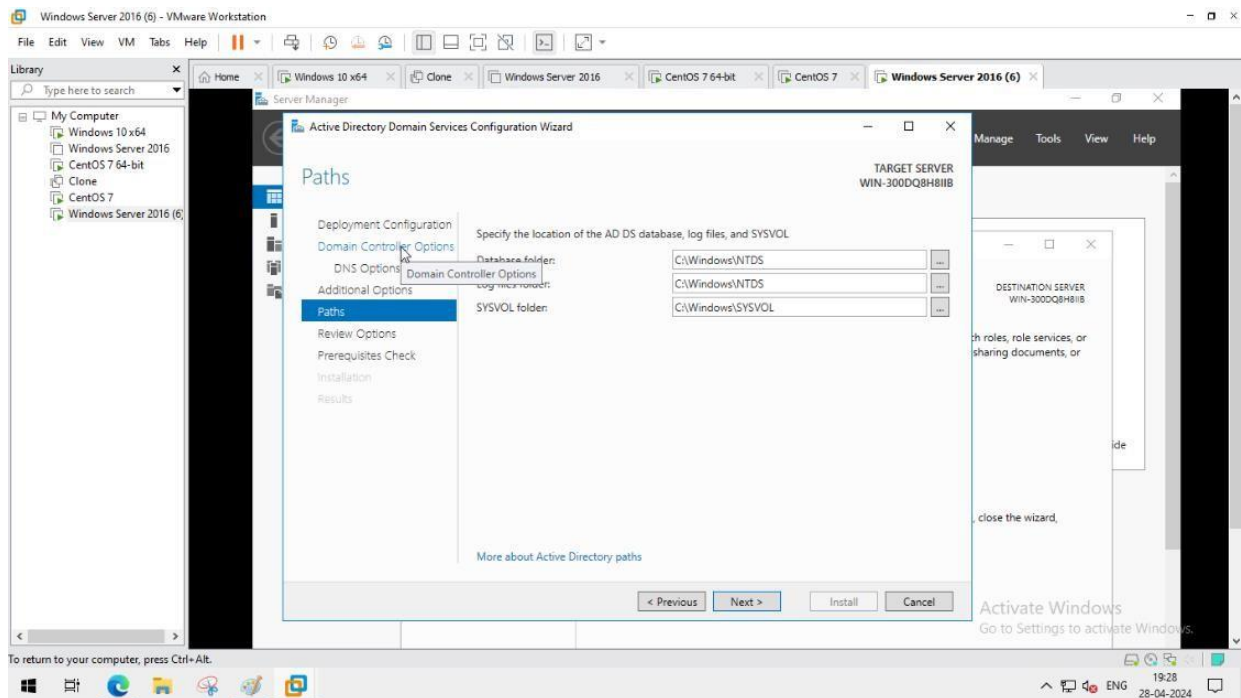 Windows Server 2016 (6) - VMware Workstation
File Edit View VM Tabs Help
Library
Type here to search
My Computer
Windows 10 x64
Windows Server 2016
CentOS 7 64-bit
Clone
CentOS 7
Windows Server 2016 (6)
Home
Windows 10 x64
Clone
Windows Server 2016
CentOS 7 64-bit
CentOS 7
Windows Server 2016 (6)
Server Manager
Manage Tools View Help
Active Directory Domain Services Configuration Wizard
Paths
TARGET SERVER
WIN-300DQ8H8IIB
Deployment Configuration
Domain Controller Options
DNS Options
Additional Options
Paths
Review Options
Prerequisites Check
Installation
Results
Domain Controller Options
Specify the location of the AD DS database, log files, and SYSVOL
Database folder: C:\Windows\NTDS ...
Log files folder: C:\Windows\NTDS ...
SYSVOL folder: C:\Windows\SYSVOL ...
More about Active Directory paths
< Previous Next > Install Cancel
DESTINATION SERVER
WIN-300DQ8H8IIB
roles, role services, or
sharing documents, or
, close the wizard,
Activate Windows
Go to Settings to activate Windows.
To return to your computer, press Ctrl+Alt.
ENG
19:28
28-04-2024